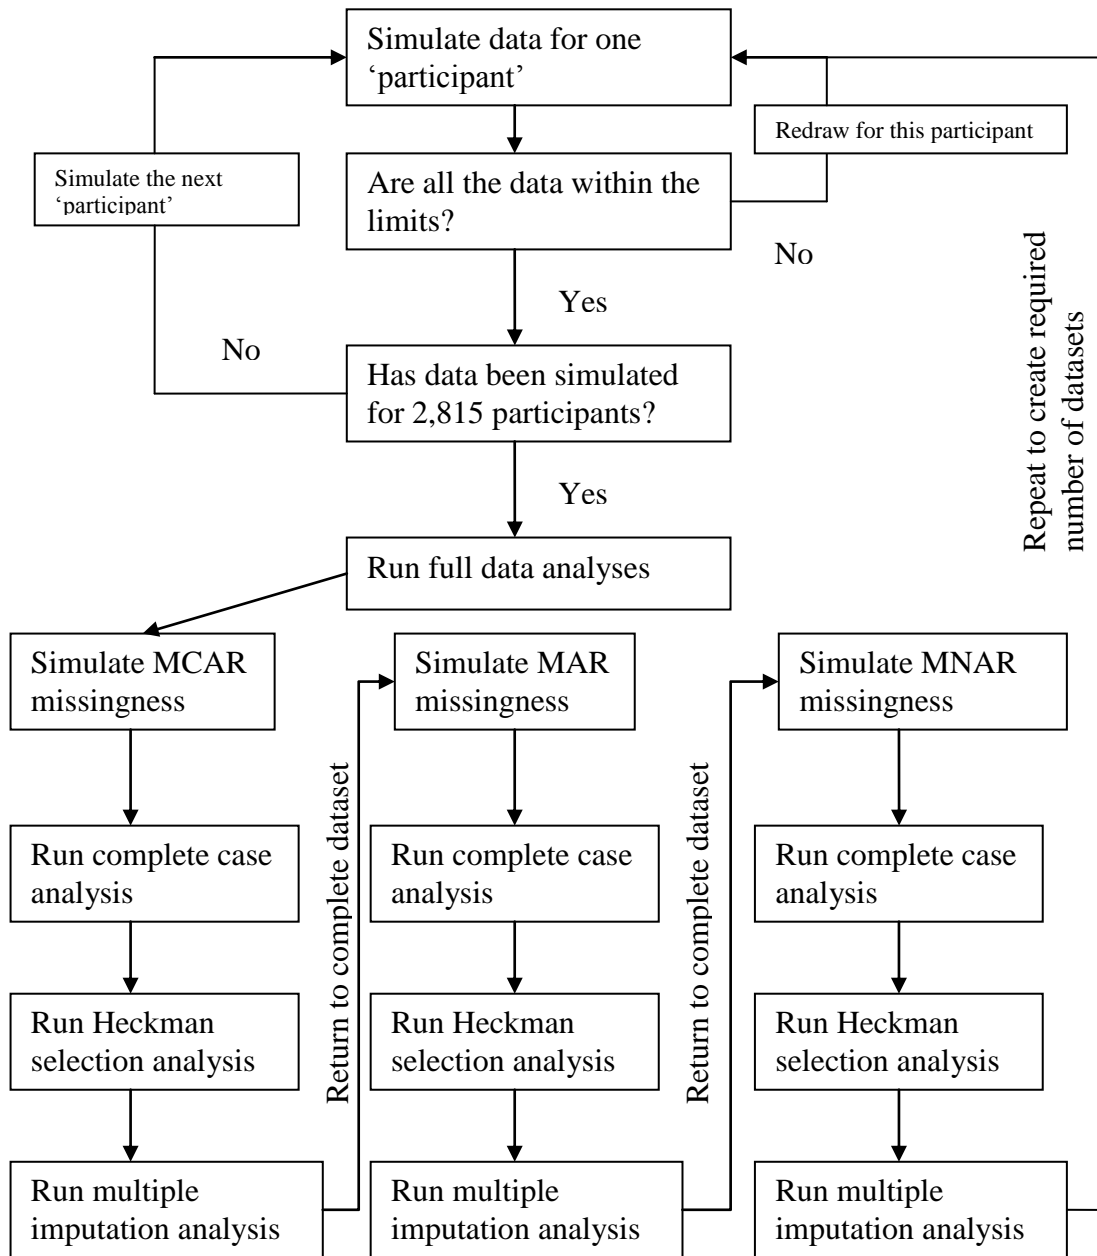 Simulate data for one
‘participant’
Redraw for this participant
Simulate the next
‘participant’
Are all the data within the
limits?
No
Yes
No
Has data been simulated
for 2,815 participants?
Yes
Repeat to create required
number of datasets
Run full data analyses
Simulate MCAR
missingness
Run complete case
analysis
Run Heckman
selection analysis
Run multiple
imputation analysis
Return to complete dataset
Simulate MAR
missingness
Run complete case
analysis
Run Heckman
selection analysis
Run multiple
imputation analysis
Return to complete dataset
Simulate MNAR
missingness
Run complete case
analysis
Run Heckman
selection analysis
Run multiple
imputation analysis